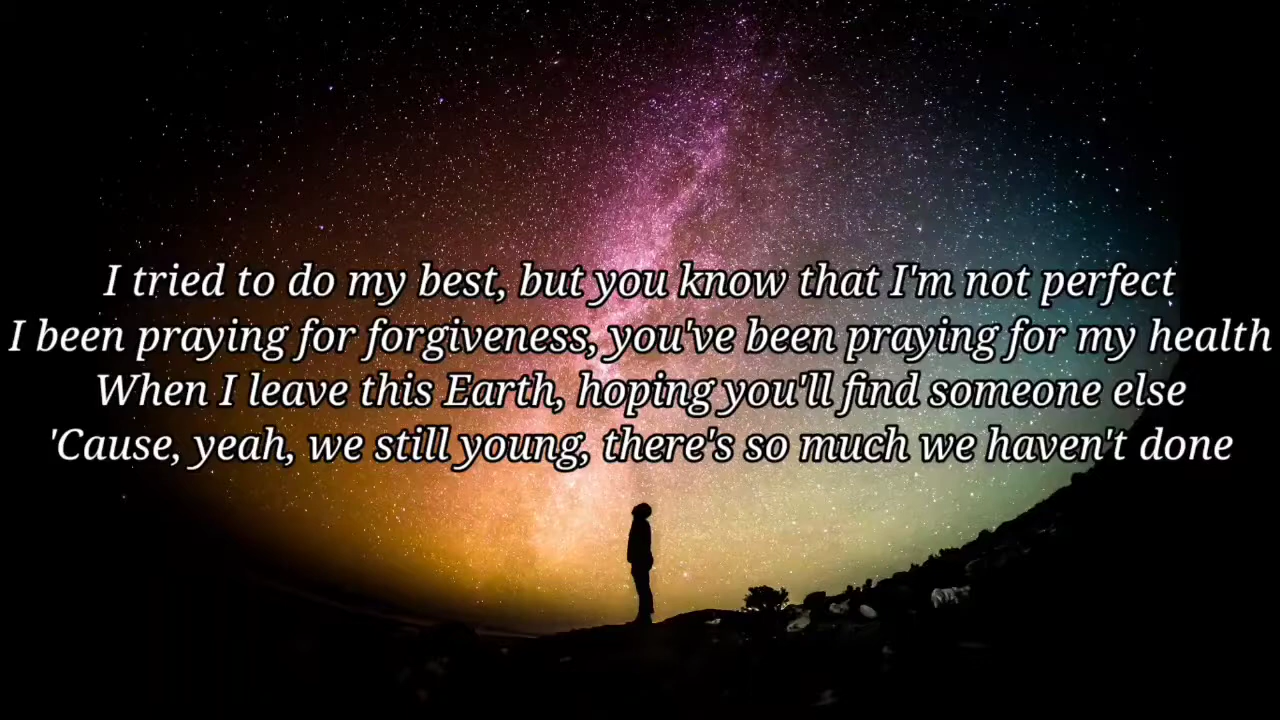 I tried to do my best, but you know that I'm not perfect
I been praying for forgiveness, you've been praying for my health
When I leave this Earth, hoping you'll find someone else
'Cause, yeah, we still young, there's so much we haven't done